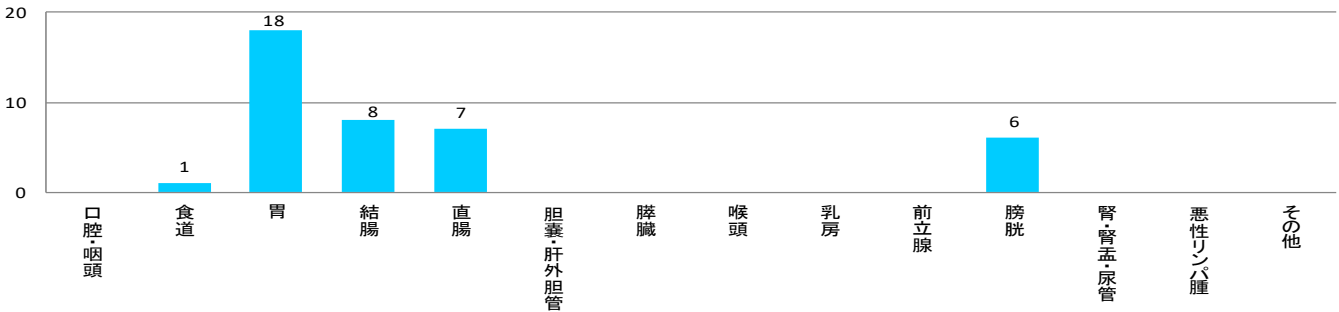 20
10
0
1
18
8
7
6
口腔・咽頭
食道
胃
結腸
直腸
胆嚢・肝外胆管
膵臓
喉頭
乳房
前立腺
膀胱
腎・腎盂・尿管
悪性リンパ腫
その他